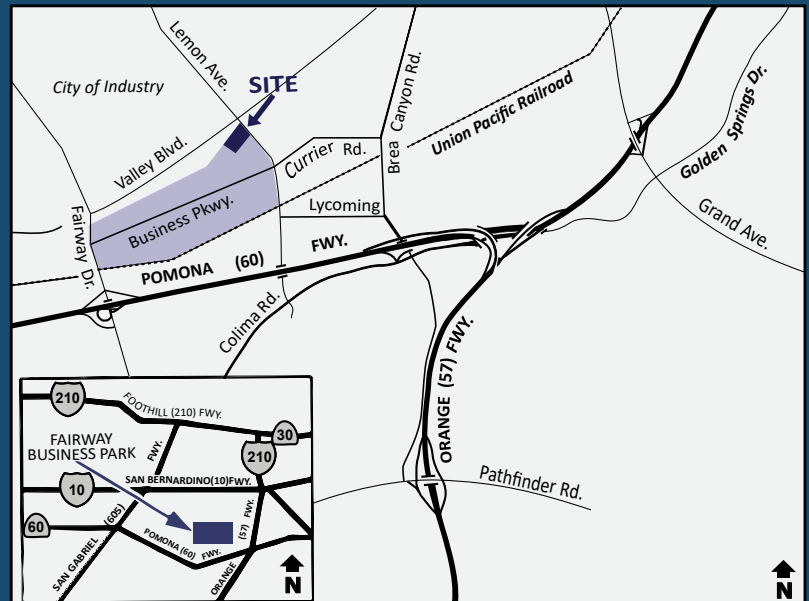 Lemon Ave.
City of Industry
SITE
Brea Canyon Rd.
Union Pacific Railroad
Golden Springs Dr.
Valley Blvd.
Currier Rd.
Business Pkwy.
Lycoming
Fairway Dr.
Grand Ave.
POMONA (60) FWY.
Colima Rd.
ORANGE (57) FWY.
Pathfinder Rd.
N
210
FOOTHILL (210) FWY.
30
210
FAIRWAY
BUSINESS PARK
FWY.
SAN BERNARDINO(10)FWY.
10
60
SAN GABRIEL (605)
POMONA (60) FWY.
ORANGE (57) FWY.
N